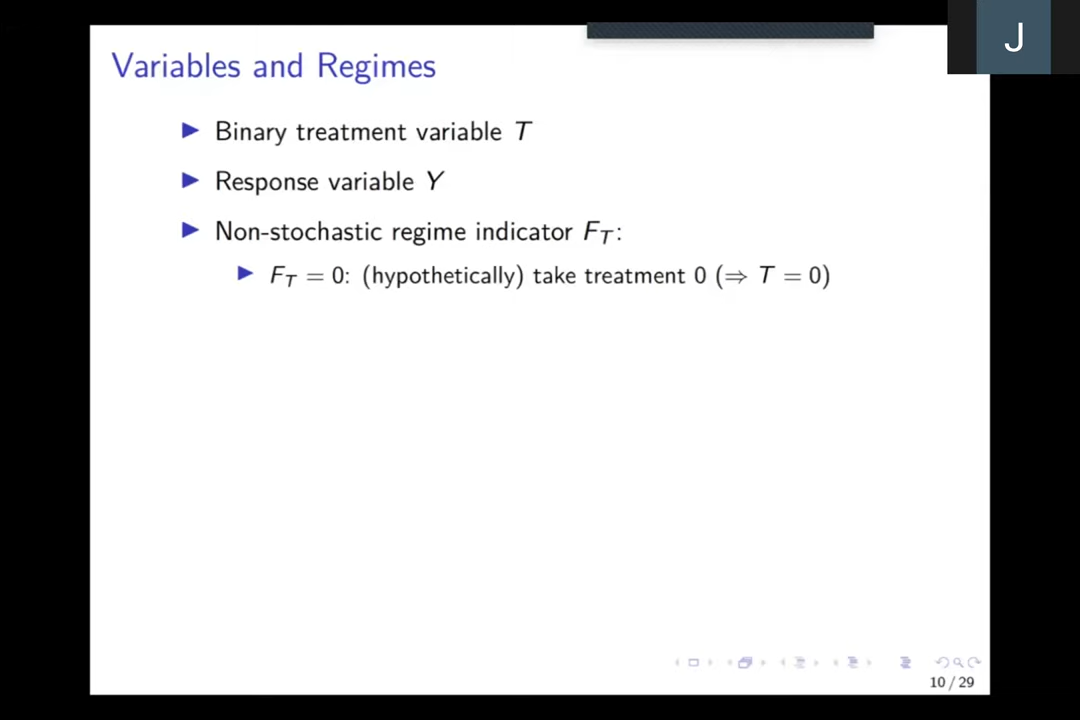 J
Variables and Regimes
▶ Binary treatment variable T
▶ Response variable Y
▶ Non-stochastic regime indicator F_T:
▶ F_T = 0: (hypothetically) take treatment 0 (⇒ T = 0)
10 / 29